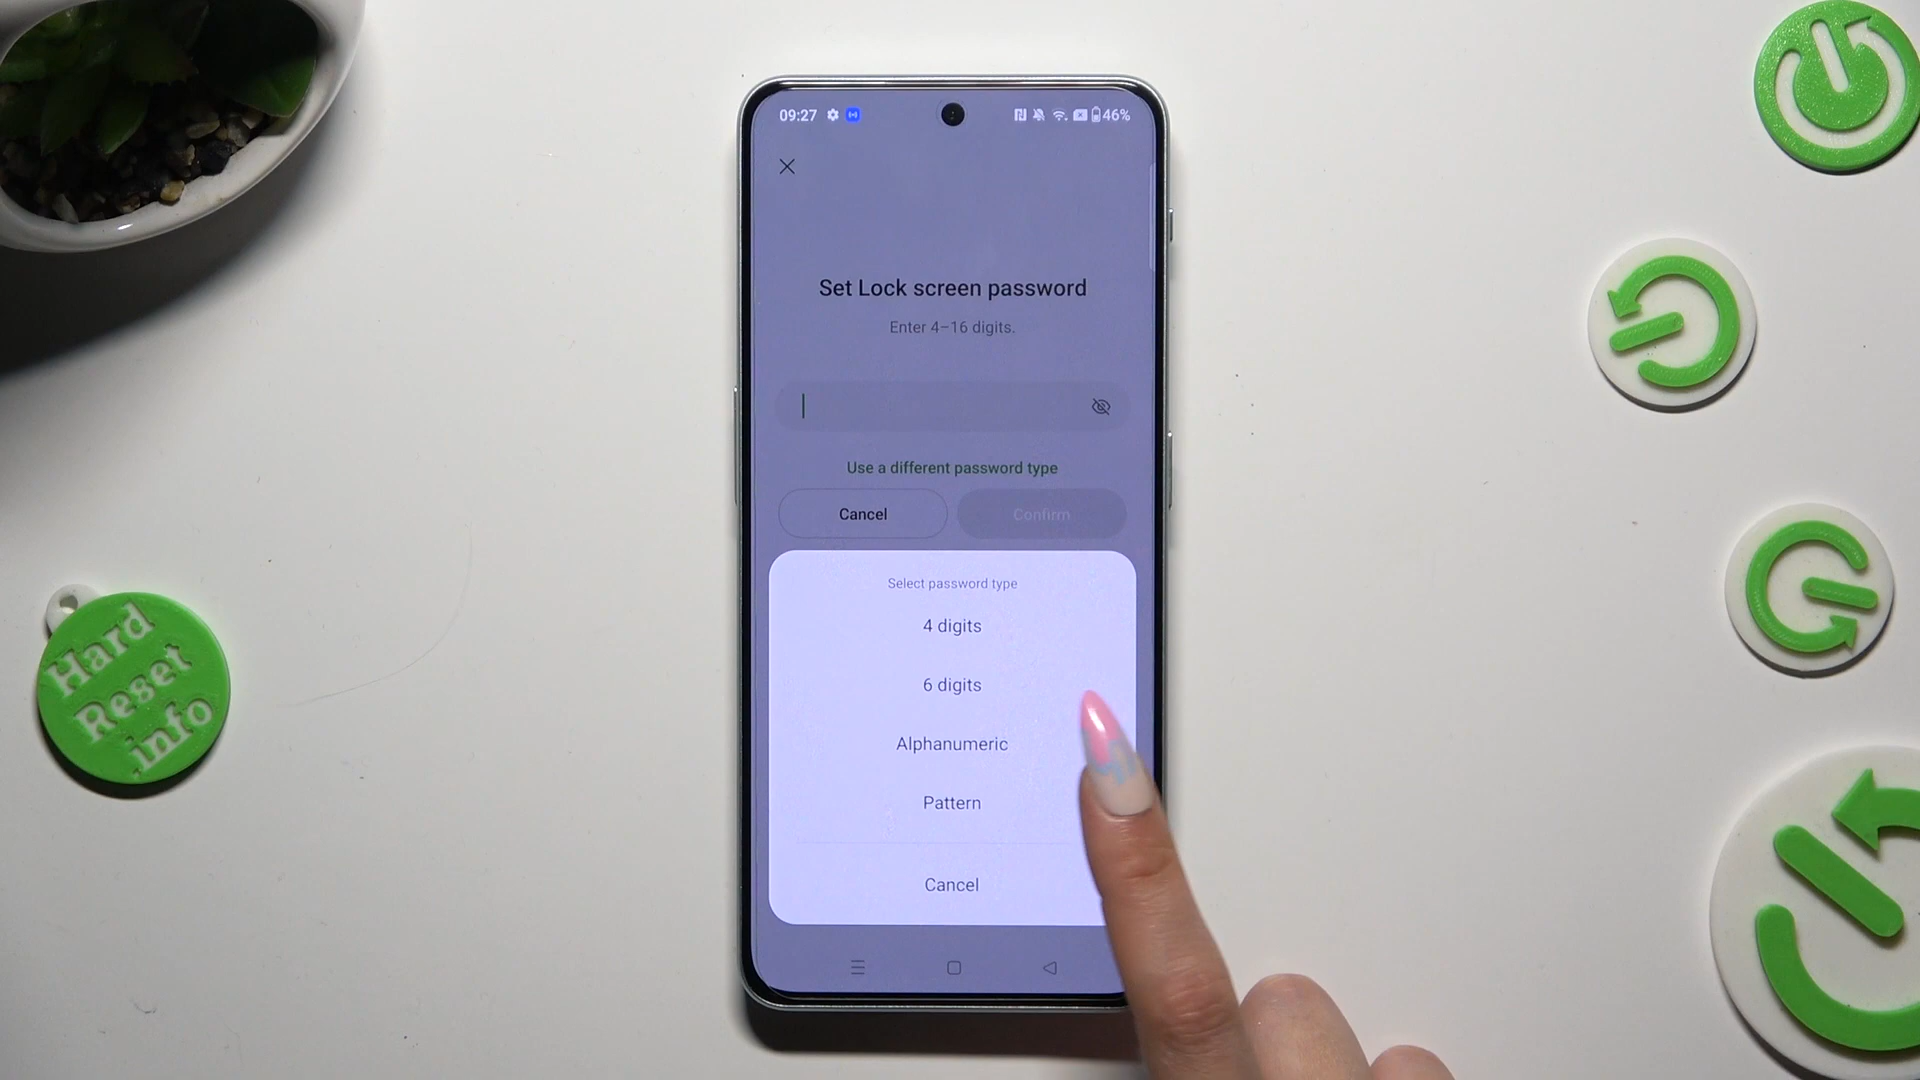 09:27
46%
Set Lock screen password
Enter 4–16 digits.
Use a different password type
Cancel
Confirm
Select password type
4 digits
6 digits
Alphanumeric
Pattern
Cancel
Hard
Reset
.info